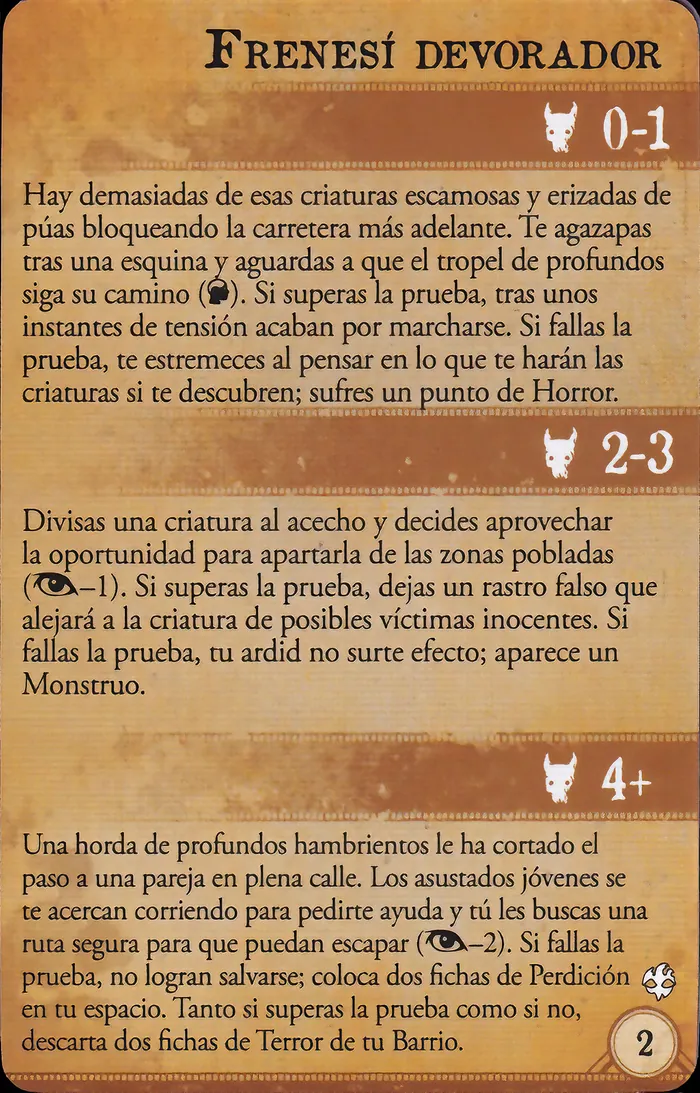 FRENESÍ DEVORADOR
0-1
Hay demasiadas de esas criaturas escamosas y erizadas de
púas bloqueando la carretera más adelante. Te agazapas
tras una esquina y aguardas a que el tropel de profundos
siga su camino (). Si superas la prueba, tras unos
instantes de tensión acaban por marcharse. Si fallas la
prueba, te estremeces al pensar en lo que te harán las
criaturas si te descubren; sufres un punto de Horror.
2-3
Divisas una criatura al acecho y decides aprovechar
la oportunidad para apartarla de las zonas pobladas
(–1). Si superas la prueba, dejas un rastro falso que
alejará a la criatura de posibles víctimas inocentes. Si
fallas la prueba, tu ardid no surte efecto; aparece un
Monstruo.
4+
Una horda de profundos hambrientos le ha cortado el
paso a una pareja en plena calle. Los asustados jóvenes se
te acercan corriendo para pedirte ayuda y tú les buscas una
ruta segura para que puedan escapar (–2). Si fallas la
prueba, no logran salvarse; coloca dos fichas de Perdición
en tu espacio. Tanto si superas la prueba como si no,
descarta dos fichas de Terror de tu Barrio.
2